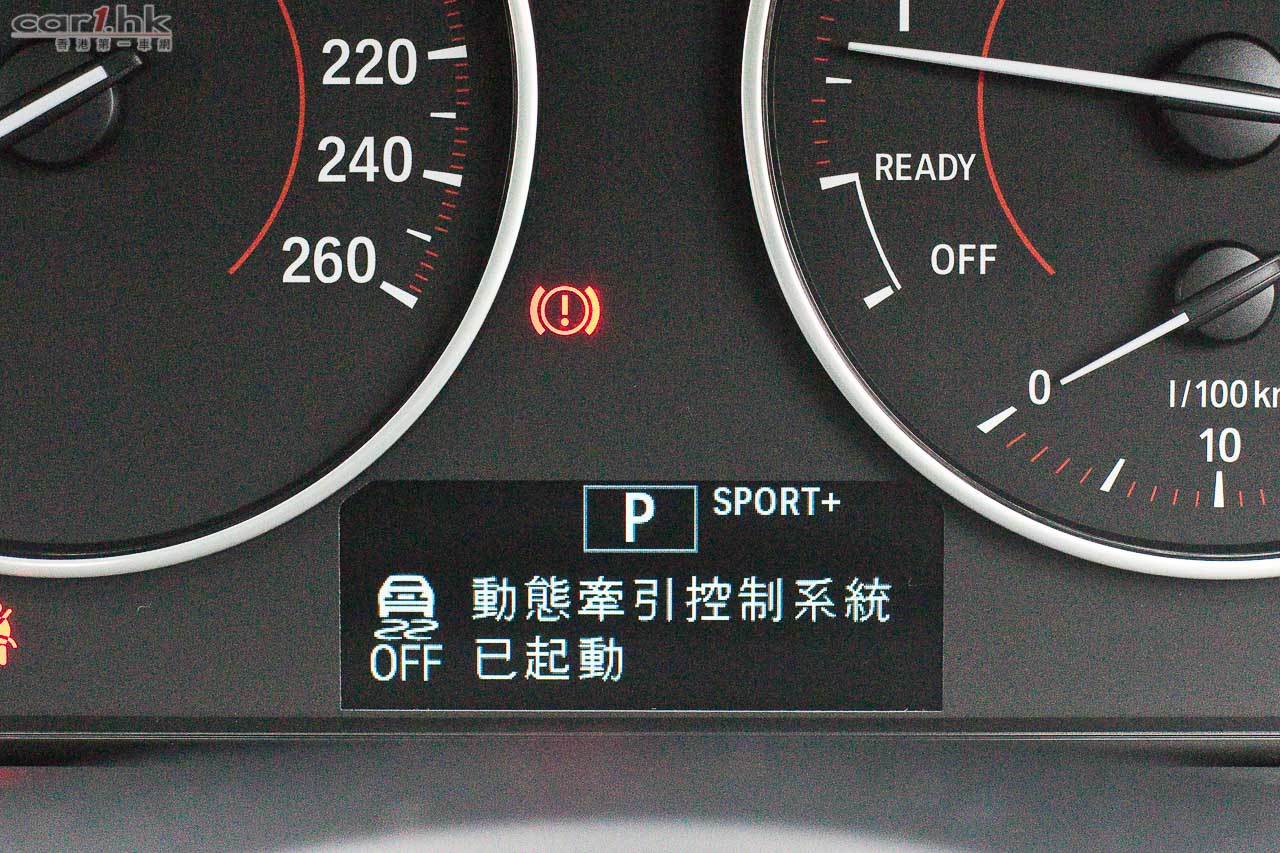 car1.hk
香港第一車網
220
240
260
1
READY
OFF
0
l/100 k
10
P SPORT+
動態牽引控制系統
OFF 已起動